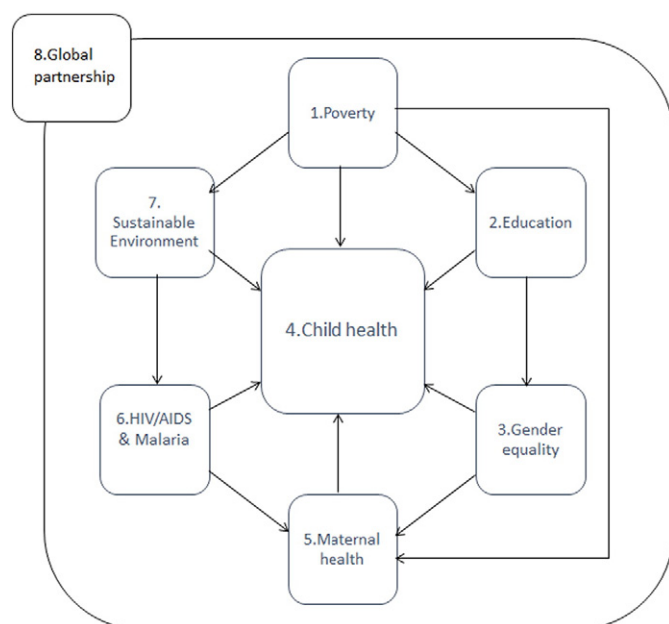 8.Global
partnership
1.Poverty
7.
Sustainable
Environment
2.Education
4.Child health
6.HIV/AIDS
& Malaria
3.Gender
equality
5.Maternal
health